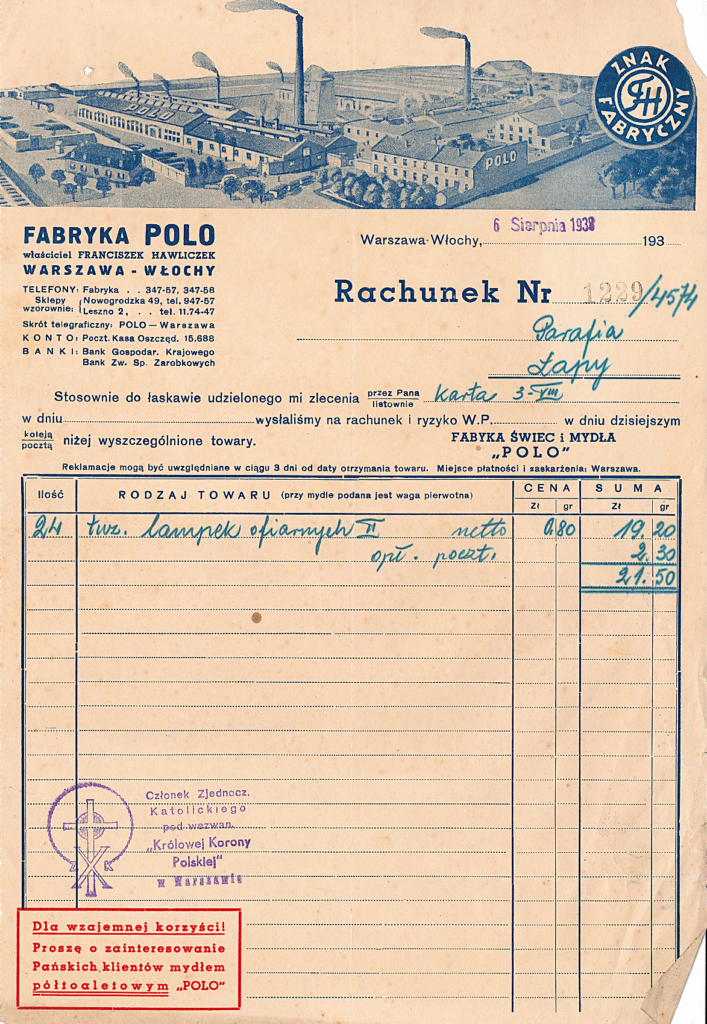 ZNAK
FH
FABRYCZNY
POLO
POLO
FABRYKA POLO
właściciel FRANCISZEK HAWLICZEK
WARSZAWA - WŁOCHY
TELEFONY: Fabryka . . 347-57, 347-58
Sklepy wzorownie: { Nowogrodzka 49, tel. 947-57
Leszno 2, . . tel. 11.74-47
Skrót telegraficzny: POLO — Warszawa
KONTO: Poczt. Kasa Oszczęd. 15.688
BANKI: Bank Gospodar. Krajowego
Bank Zw. Sp. Zarobkowych
Warszawa-Włochy, 6 Sierpnia 1938 193
Rachunek Nr 1229/4574
Parafia
Łapy
Stosownie do łaskawie udzielonego mi zlecenia przez Pana listownie karta 3-VIII
w dniu wysłaliśmy na rachunek i ryzyko W.P. w dniu dzisiejszym
koleją pocztą niżej wyszczególnione towary.
FABYKA ŚWIEC i MYDŁA
„POLO"
Reklamacje mogą być uwzględniane w ciągu 3 dni od daty otrzymania towaru. Miejsce płatności i zaskarżenia: Warszawa.
Ilość RODZAJ TOWARU (przy mydle podana jest waga pierwotna) CENA SUMA
Zł gr Zł gr
24 tuz. lampek ofiarnych II netto 0.80 19.20
opł. poczt. 2.30
21.50
Członek Zjednocz.
Katolickiego
pod wezwan.
„Królowej Korony
Polskiej"
w Warszawie
Z K
Dla wzajemnej korzyści!
Proszę o zainteresowanie
Pańskich klientów mydłem
półtoaletowym „POLO"